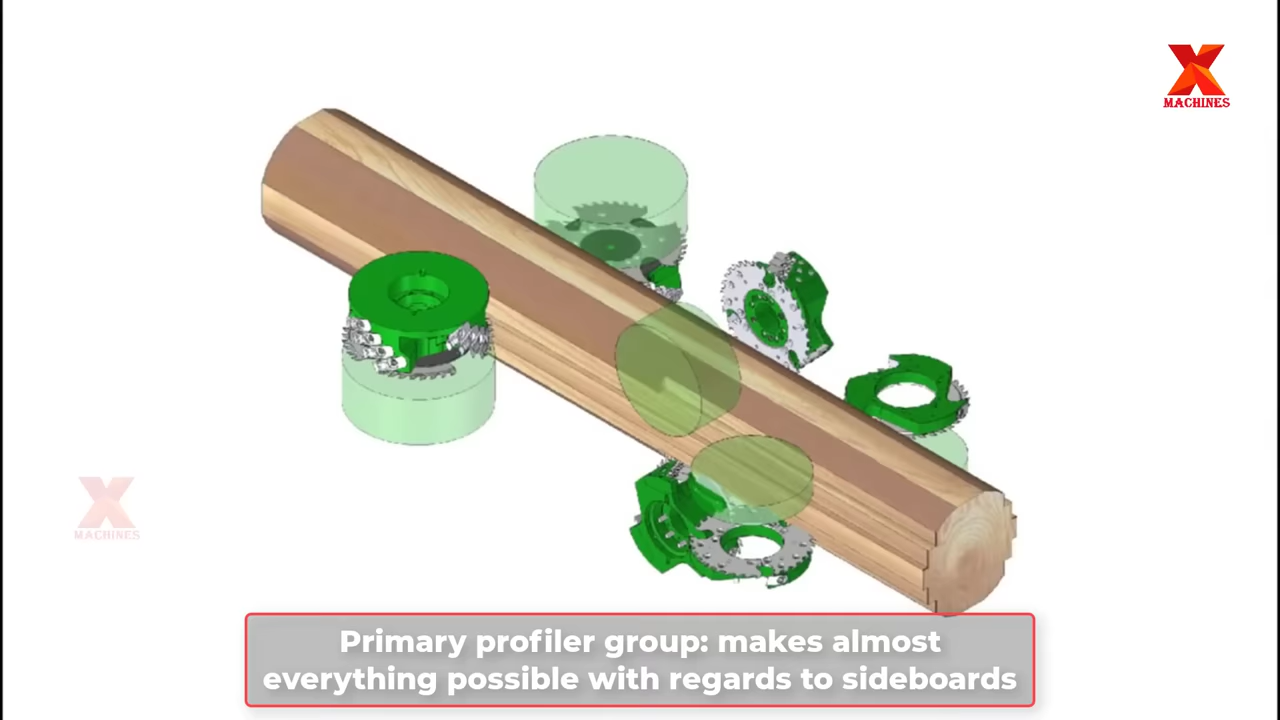 X
MACHINES
X
MACHINES
Primary profiler group: makes almost
everything possible with regards to sideboards